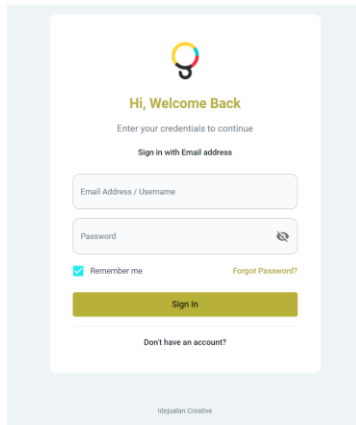 Hi, Welcome Back
Enter your credentials to continue
Sign in with Email address
Email Address / Username
Password
Remember me
Forgot Password?
Sign In
Don't have an account?
Idejualan Creative